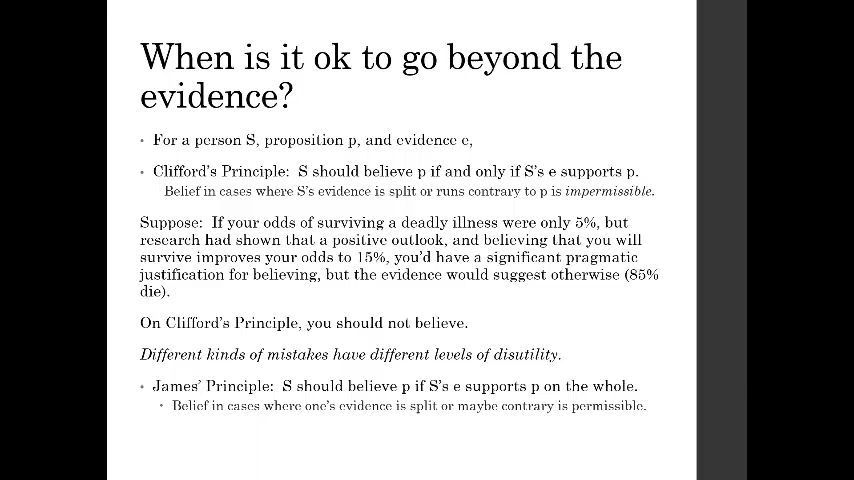 When is it ok to go beyond the
evidence?
• For a person S, proposition p, and evidence e,
• Clifford's Principle: S should believe p if and only if S's e supports p.
Belief in cases where S's evidence is split or runs contrary to p is impermissible.
Suppose: If your odds of surviving a deadly illness were only 5%, but
research had shown that a positive outlook, and believing that you will
survive improves your odds to 15%, you'd have a significant pragmatic
justification for believing, but the evidence would suggest otherwise (85%
die).
On Clifford's Principle, you should not believe.
Different kinds of mistakes have different levels of disutility.
• James' Principle: S should believe p if S's e supports p on the whole.
• Belief in cases where one's evidence is split or maybe contrary is permissible.